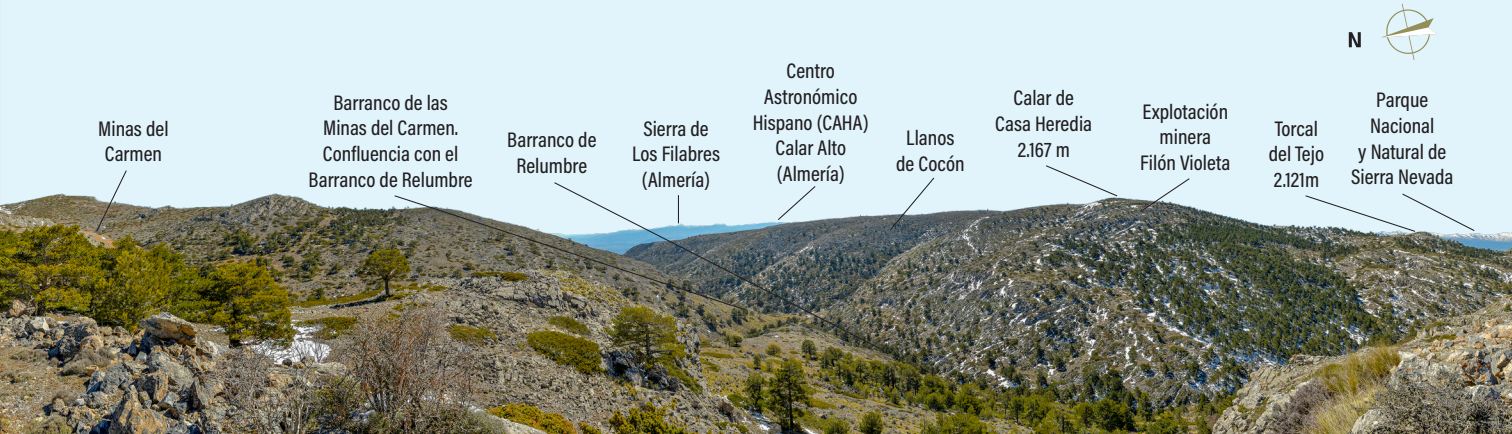 N
Minas del
Carmen
Barranco de las
Minas del Carmen.
Confluencia con el
Barranco de Relumbre
Barranco de
Relumbre
Sierra de
Los Filabres
(Almería)
Centro
Astronómico
Hispano (CAHA)
Calar Alto
(Almería)
Llanos
de Cocón
Calar de
Casa Heredia
2.167 m
Explotación
minera
Filón Violeta
Torcal
del Tejo
2.121m
Parque
Nacional
y Natural de
Sierra Nevada